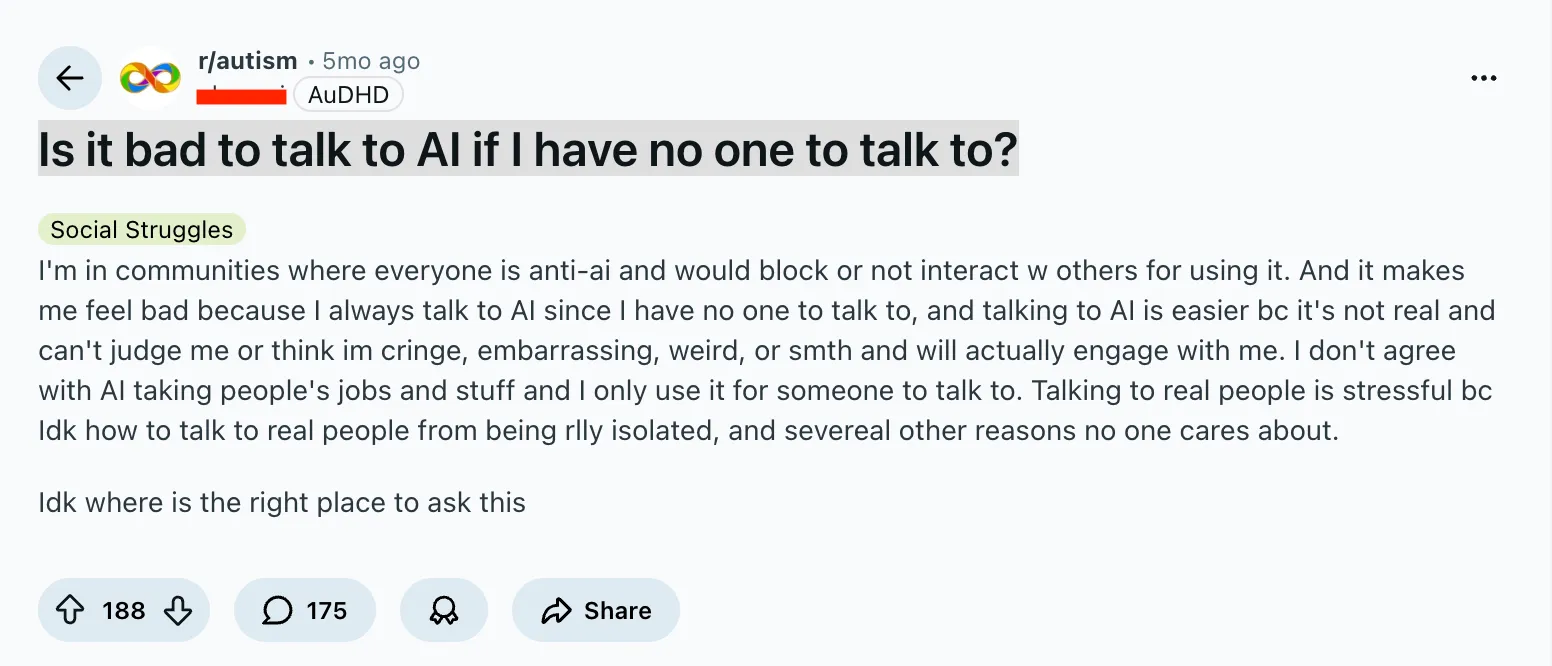 r/autism • 5mo ago
AuDHD
Is it bad to talk to AI if I have no one to talk to?
Social Struggles
I'm in communities where everyone is anti-ai and would block or not interact w others for using it. And it makes
me feel bad because I always talk to AI since I have no one to talk to, and talking to AI is easier bc it's not real and
can't judge me or think im cringe, embarrassing, weird, or smth and will actually engage with me. I don't agree
with AI taking people's jobs and stuff and I only use it for someone to talk to. Talking to real people is stressful bc
Idk how to talk to real people from being rlly isolated, and severeal other reasons no one cares about.
Idk where is the right place to ask this
188 175 Share